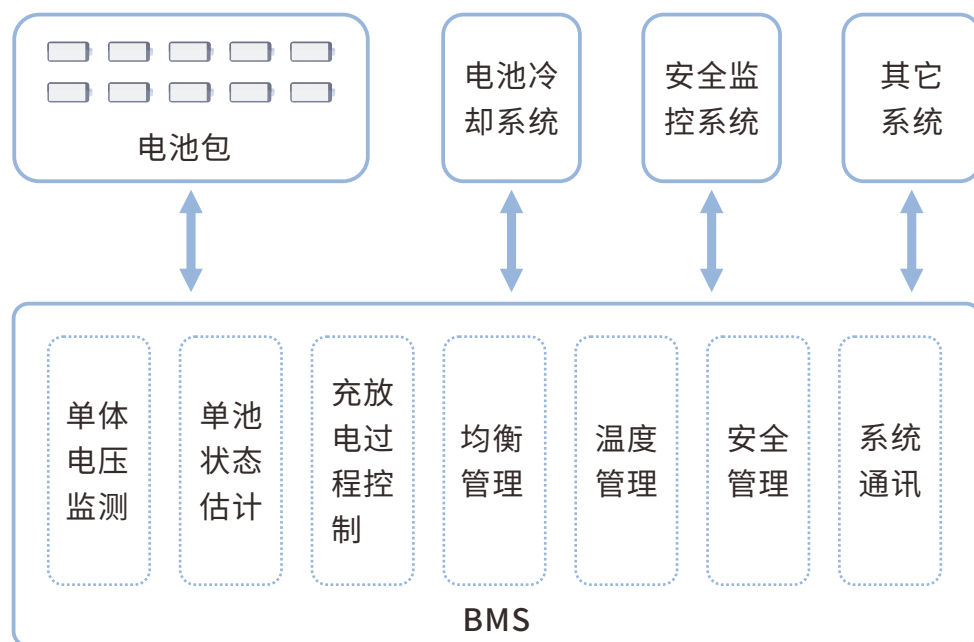 电池包
电池冷
却系统
安全监
控系统
其它
系统
单体
电压
监测
单池
状态
估计
充放
电过
程控
制
均衡
管理
温度
管理
安全
管理
系统
通讯
BMS